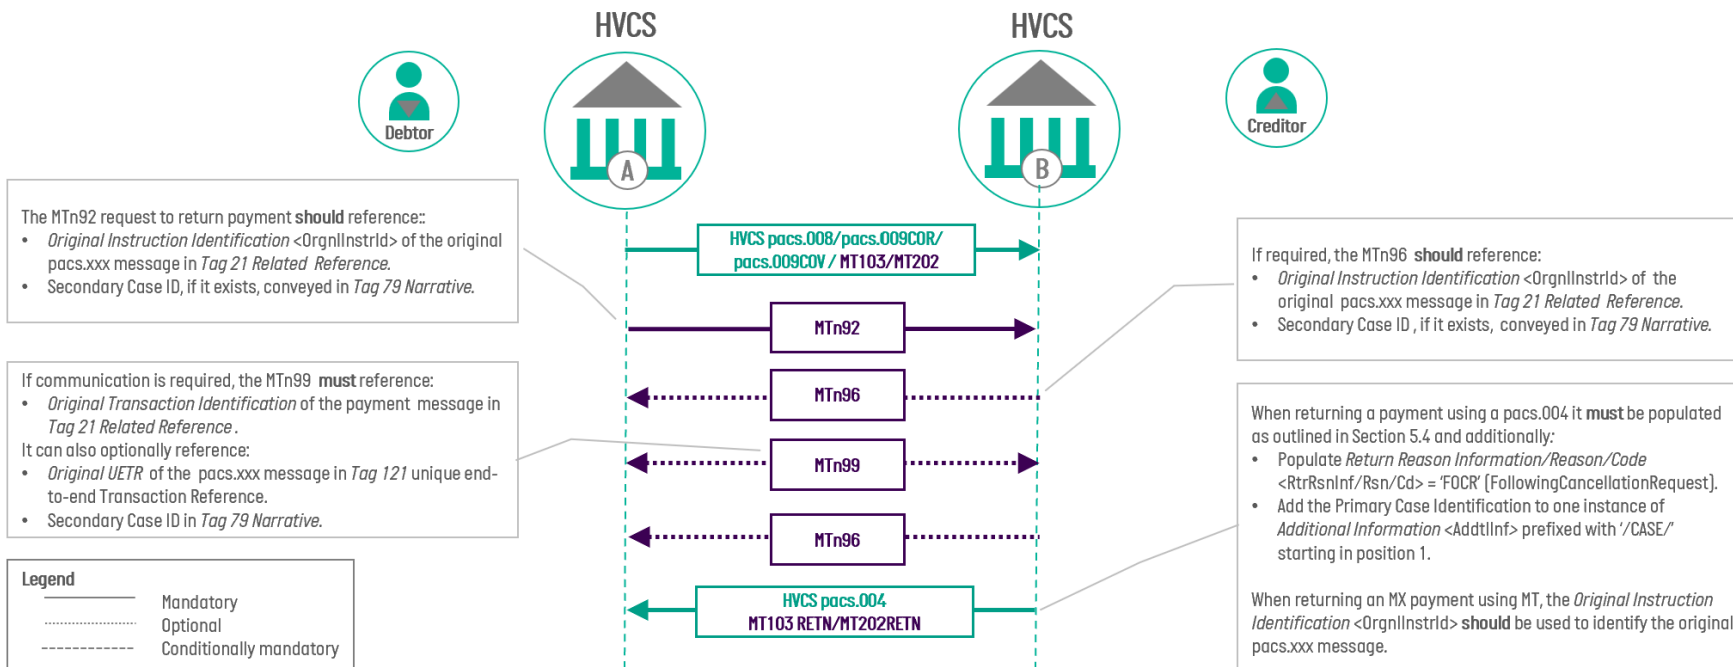 HVCS
HVCS
Debtor
A
B
Creditor
The MTn92 request to return payment should reference::
• Original Instruction Identification <OrgnlInstrId> of the original
pacs.xxx message in Tag 21 Related Reference.
• Secondary Case ID, if it exists, conveyed in Tag 79 Narrative.
If communication is required, the MTn99 must reference:
• Original Transaction Identification of the payment message in
Tag 21 Related Reference .
It can also optionally reference:
• Original UETR of the pacs.xxx message in Tag 121 unique end-
to-end Transaction Reference.
• Secondary Case ID in Tag 79 Narrative.
Legend
Mandatory
Optional
Conditionally mandatory
HVCS pacs.008/pacs.009COR/
pacs.009COV / MT103/MT202
MTn92
MTn96
MTn99
MTn96
HVCS pacs.004
MT103 RETN/MT202RETN
If required, the MTn96 should reference:
• Original Instruction Identification <OrgnlInstrId> of the
original pacs.xxx message in Tag 21 Related Reference.
• Secondary Case ID , if it exists, conveyed in Tag 79 Narrative.
When returning a payment using a pacs.004 it must be populated
as outlined in Section 5.4 and additionally:
• Populate Return Reason Information/Reason/Code
<RtrRsnInf/Rsn/Cd> = 'FOCR' (FollowingCancellationRequest).
• Add the Primary Case Identification to one instance of
Additional Information <AddtlInf> prefixed with '/CASE/'
starting in position 1.
When returning an MX payment using MT, the Original Instruction
Identification <OrgnlInstrId> should be used to identify the original
pacs.xxx message.